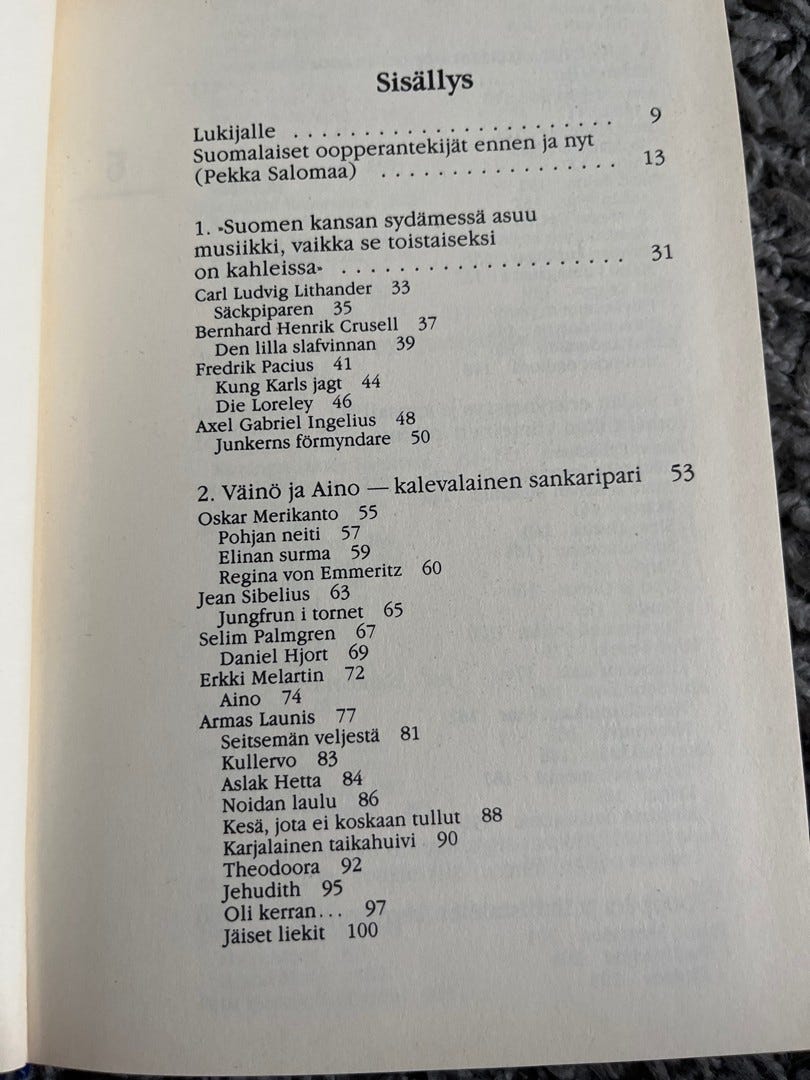 Sisällys
Lukijalle . . . . . . . . . . . . . . . . . . . . . . . 9
Suomalaiset oopperantekijät ennen ja nyt
(Pekka Salomaa) . . . . . . . . . . . . . . . . . 13
1. »Suomen kansan sydämessä asuu
musiikki, vaikka se toistaiseksi
on kahleissa» . . . . . . . . . . . . . . . . . . . . 31
Carl Ludvig Lithander 33
Säckpiparen 35
Bernhard Henrik Crusell 37
Den lilla slafvinnan 39
Fredrik Pacius 41
Kung Karls jagt 44
Die Loreley 46
Axel Gabriel Ingelius 48
Junkerns förmyndare 50
2. Väinö ja Aino — kalevalainen sankaripari 53
Oskar Merikanto 55
Pohjan neiti 57
Elinan surma 59
Regina von Emmeritz 60
Jean Sibelius 63
Jungfrun i tornet 65
Selim Palmgren 67
Daniel Hjort 69
Erkki Melartin 72
Aino 74
Armas Launis 77
Seitsemän veljestä 81
Kullervo 83
Aslak Hetta 84
Noidan laulu 86
Kesä, jota ei koskaan tullut 88
Karjalainen taikahuivi 90
Theodoora 92
Jehudith 95
Oli kerran... 97
Jäiset liekit 100